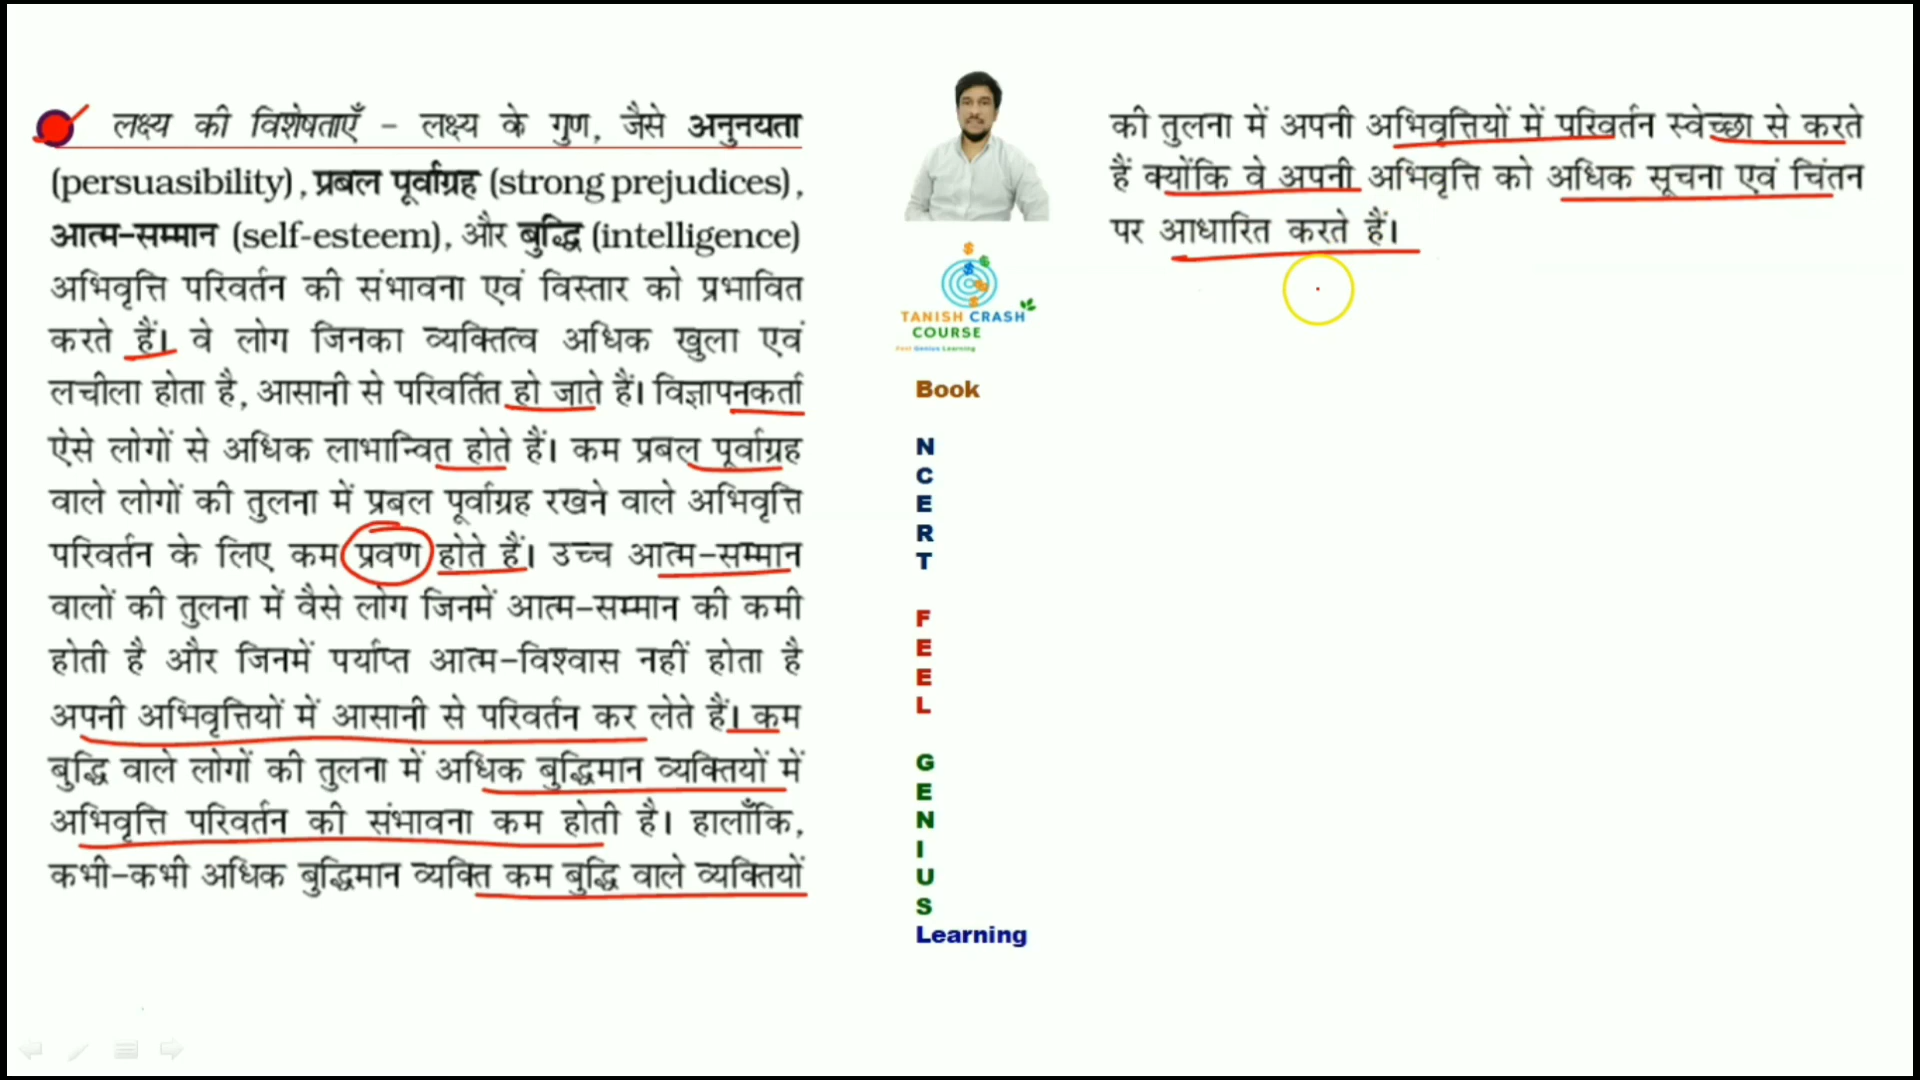 लक्ष्य की विशेषताएँ – लक्ष्य के गुण, जैसे अनुनयता
(persuasibility), प्रबल पूर्वाग्रह (strong prejudices),
आत्म-सम्मान (self-esteem), और बुद्धि (intelligence)
अभिवृत्ति परिवर्तन की संभावना एवं विस्तार को प्रभावित
करते हैं। वे लोग जिनका व्यक्तित्व अधिक खुला एवं
लचीला होता है, आसानी से परिवर्तित हो जाते हैं। विज्ञापनकर्ता
ऐसे लोगों से अधिक लाभान्वित होते हैं। कम प्रबल पूर्वाग्रह
वाले लोगों की तुलना में प्रबल पूर्वाग्रह रखने वाले अभिवृत्ति
परिवर्तन के लिए कम प्रवण होते हैं। उच्च आत्म-सम्मान
वालों की तुलना में वैसे लोग जिनमें आत्म-सम्मान की कमी
होती है और जिनमें पर्याप्त आत्म-विश्वास नहीं होता है
अपनी अभिवृत्तियों में आसानी से परिवर्तन कर लेते हैं। कम
बुद्धि वाले लोगों की तुलना में अधिक बुद्धिमान व्यक्तियों में
अभिवृत्ति परिवर्तन की संभावना कम होती है। हालाँकि,
कभी-कभी अधिक बुद्धिमान व्यक्ति कम बुद्धि वाले व्यक्तियों
TANISH CRASH
COURSE
Feel Genius Learning
Book
N
C
E
R
T
F
E
E
L
G
E
N
I
U
S
Learning
की तुलना में अपनी अभिवृत्तियों में परिवर्तन स्वेच्छा से करते
हैं क्योंकि वे अपनी अभिवृत्ति को अधिक सूचना एवं चिंतन
पर आधारित करते हैं।